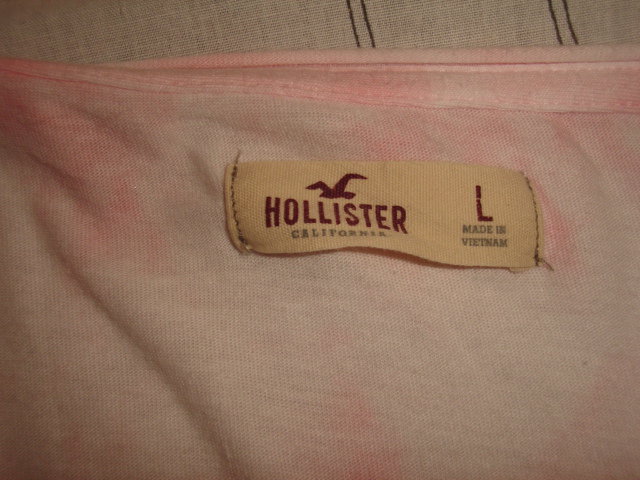 HOLLISTER
CALIFORNIA
L
MADE IN
VIETNAM